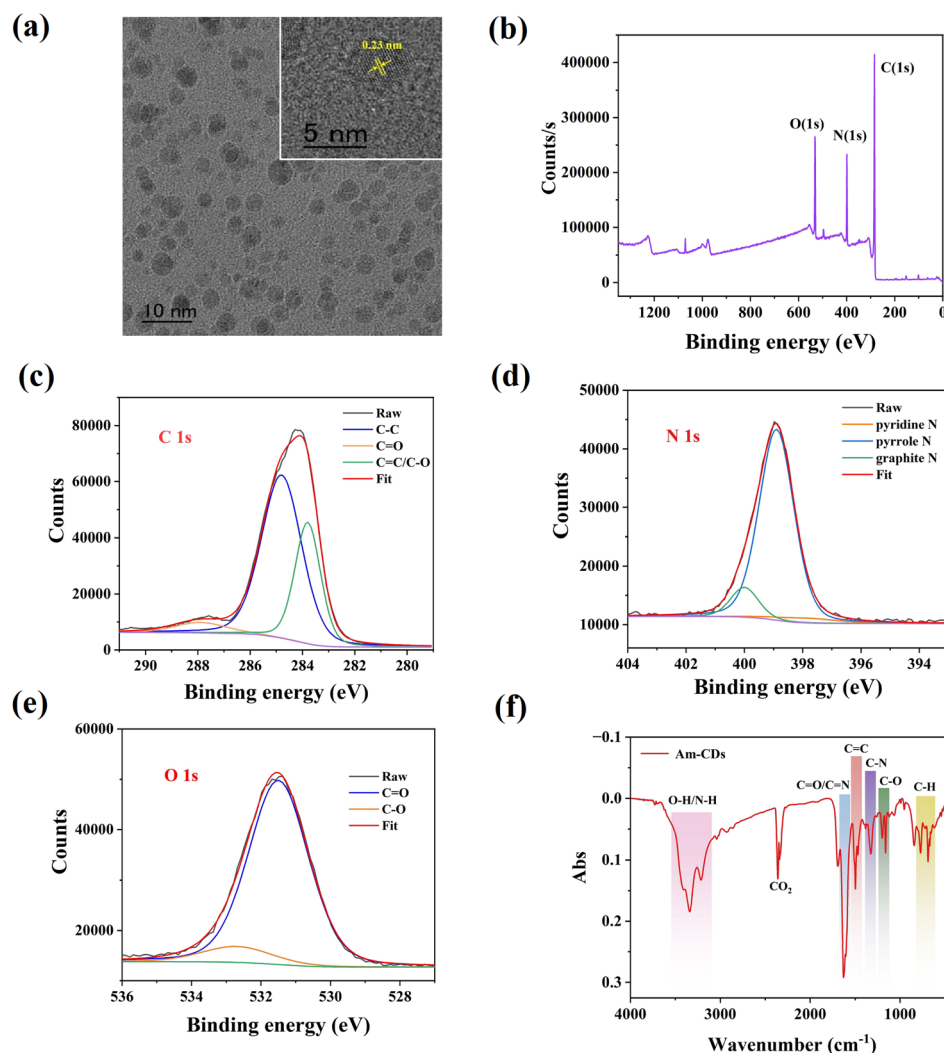 (a)
0.23 nm
5 nm
10 nm
(b)
C(1s)
O(1s)
N(1s)
400000
300000
200000
100000
0
Counts/s
1200 1000 800 600 400 200 0
Binding energy (eV)
(c)
C 1s
Raw
C-C
C=O
C=C/C-O
Fit
80000
60000
40000
20000
0
Counts
290 288 286 284 282 280
Binding energy (eV)
(d)
N 1s
Raw
pyridine N
pyrrole N
graphite N
Fit
50000
40000
30000
20000
10000
Counts
404 402 400 398 396 394
Binding energy (eV)
(e)
O 1s
Raw
C=O
C-O
Fit
60000
40000
20000
Counts
536 534 532 530 528
Binding energy (eV)
(f)
Am-CDs
C=C
C-N
C=O/C=N
C-O
O-H/N-H
C-H
CO2
−0.1
0.0
0.1
0.2
0.3
Abs
4000 3000 2000 1000
Wavenumber (cm-1)